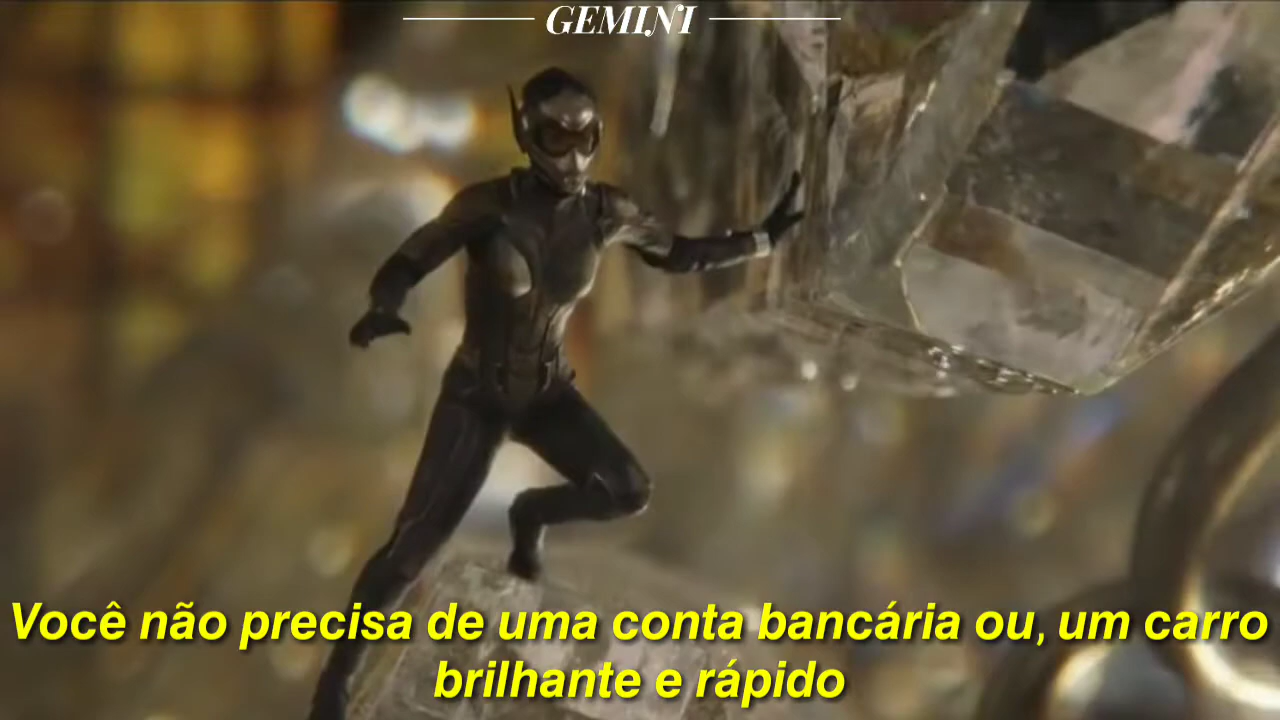 GEMINI
Você não precisa de uma conta bancária ou, um carro
brilhante e rápido